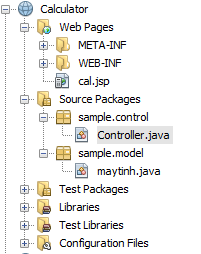 Calculator
Web Pages
META-INF
WEB-INF
cal.jsp
Source Packages
sample.control
Controller.java
sample.model
maytinh.java
Test Packages
Libraries
Test Libraries
Configuration Files